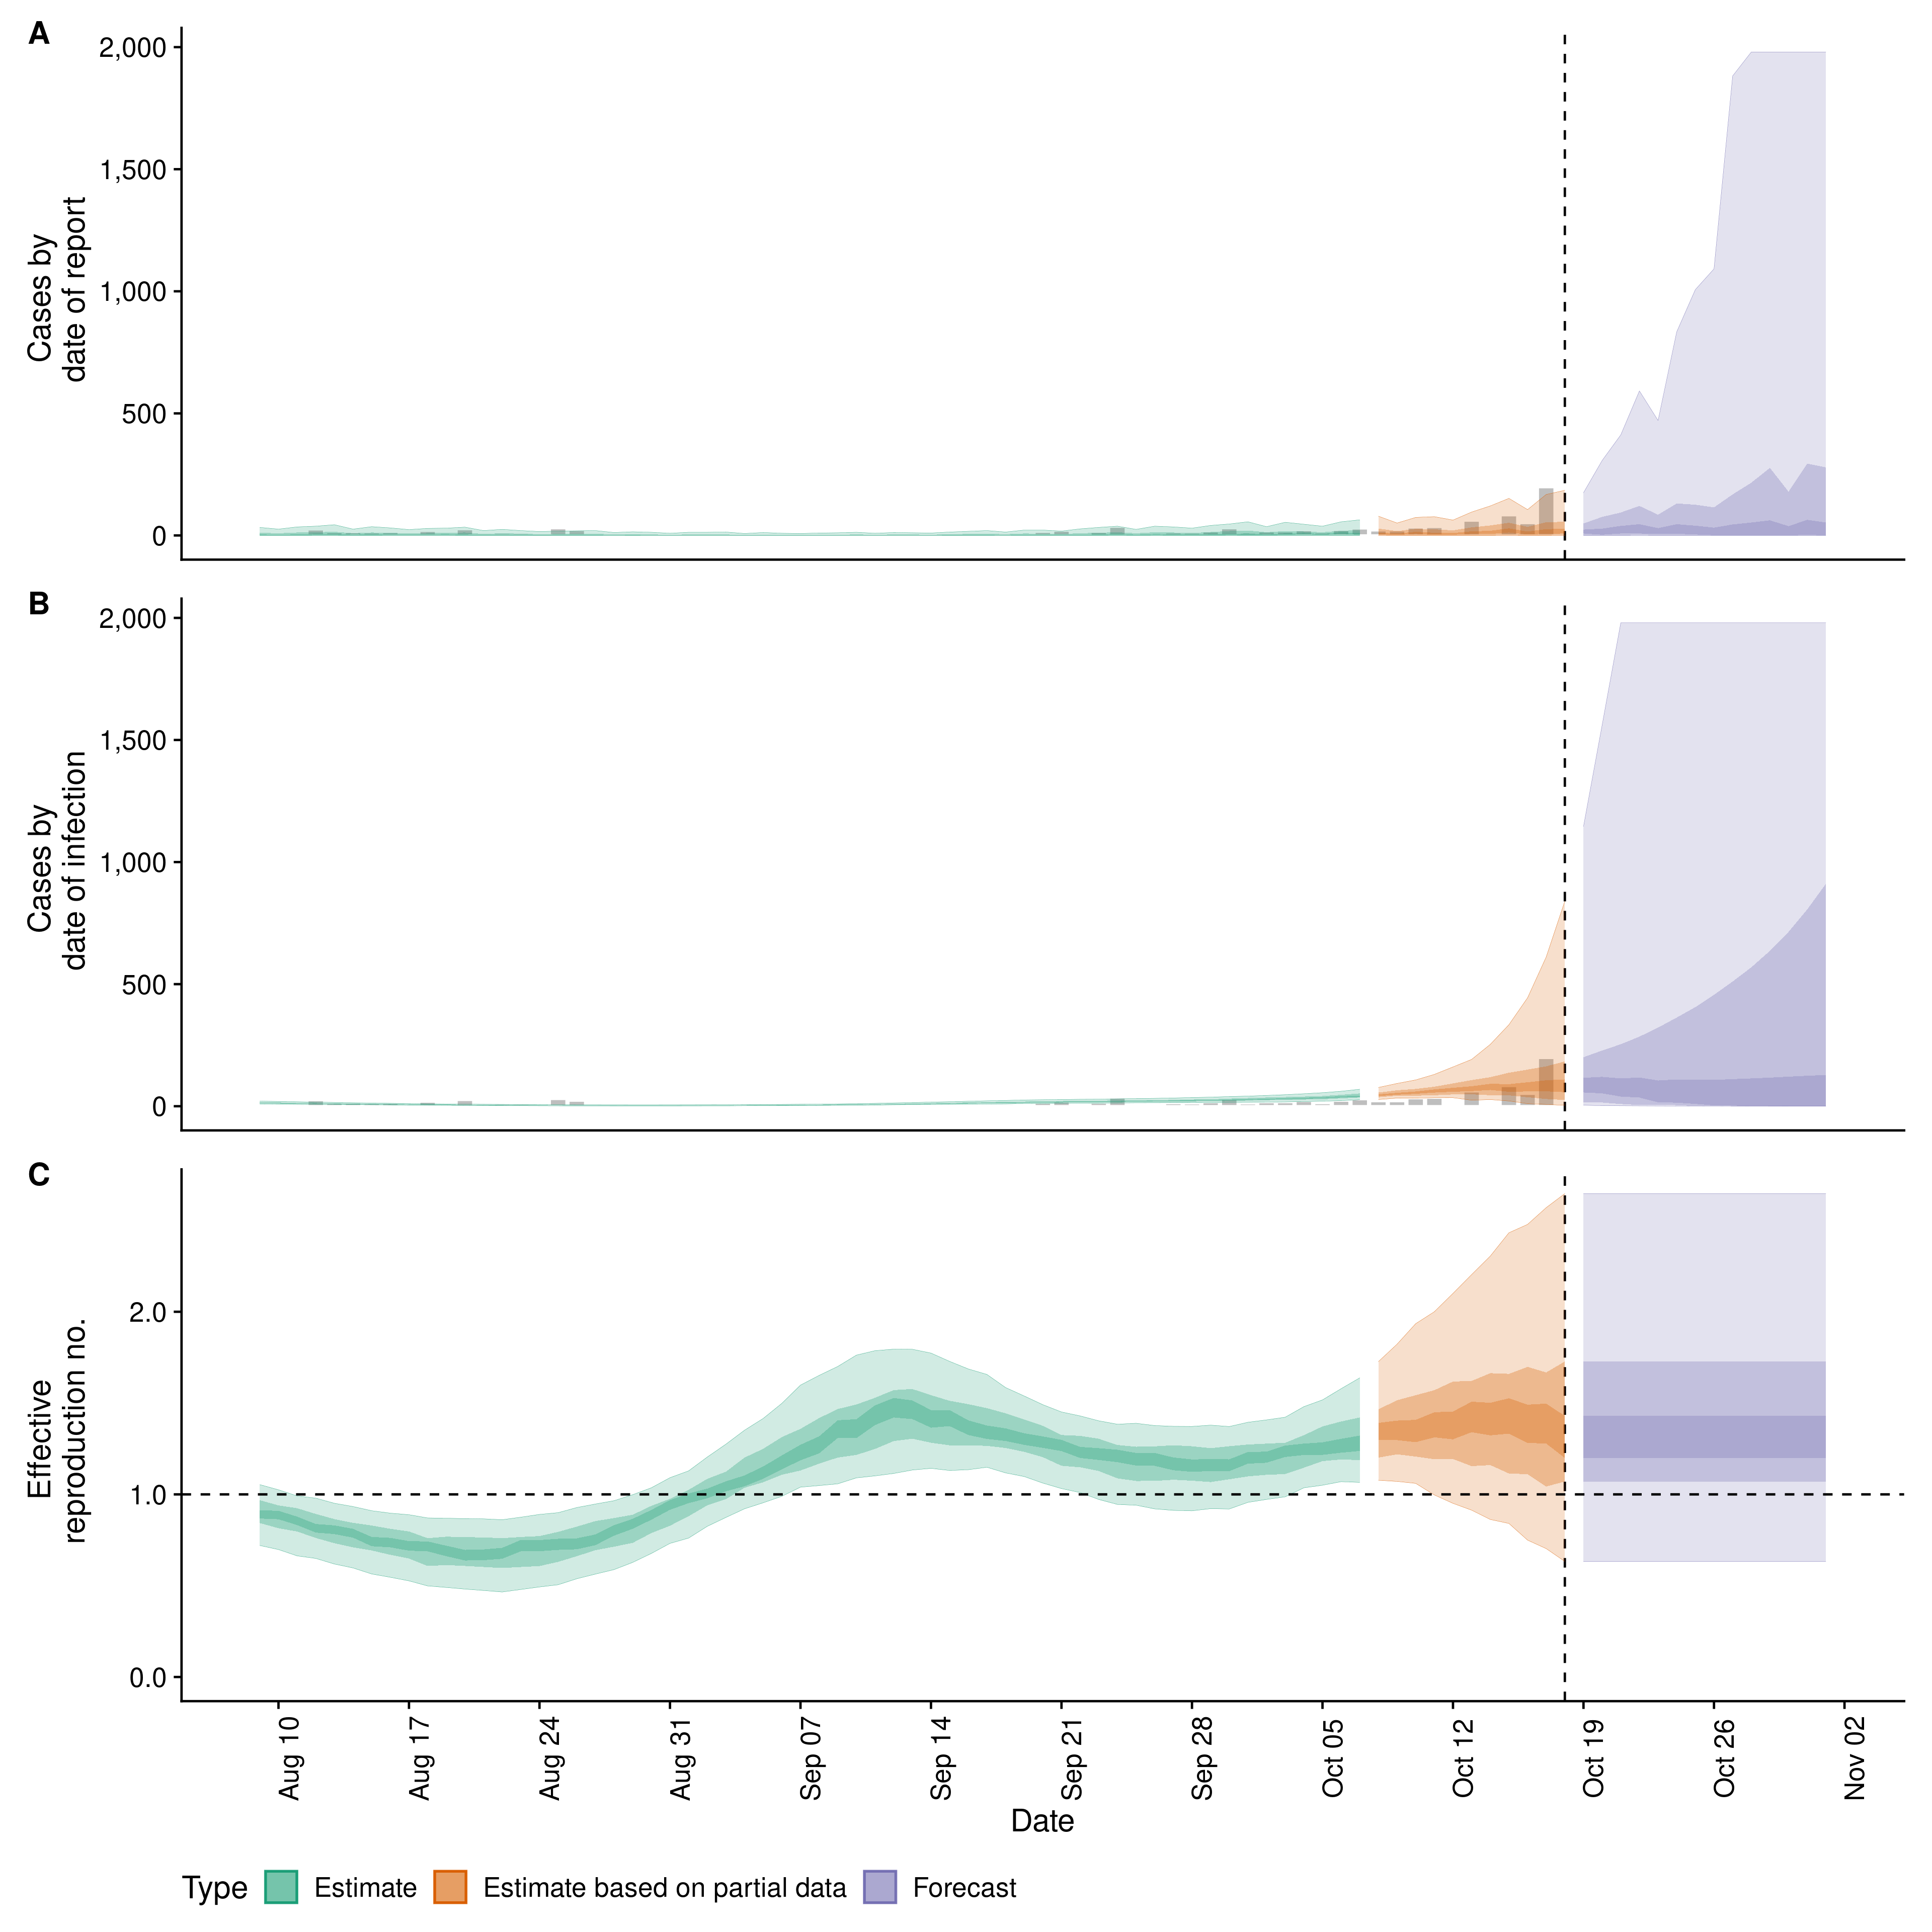 A
2,000
1,500
1,000
500
0
Cases by
date of report
B
2,000
1,500
1,000
500
0
Cases by
date of infection
C
2.0
1.0
0.0
Effective
reproduction no.
Aug 10
Aug 17
Aug 24
Aug 31
Sep 07
Sep 14
Sep 21
Sep 28
Oct 05
Oct 12
Oct 19
Oct 26
Nov 02
Date
Type Estimate Estimate based on partial data Forecast